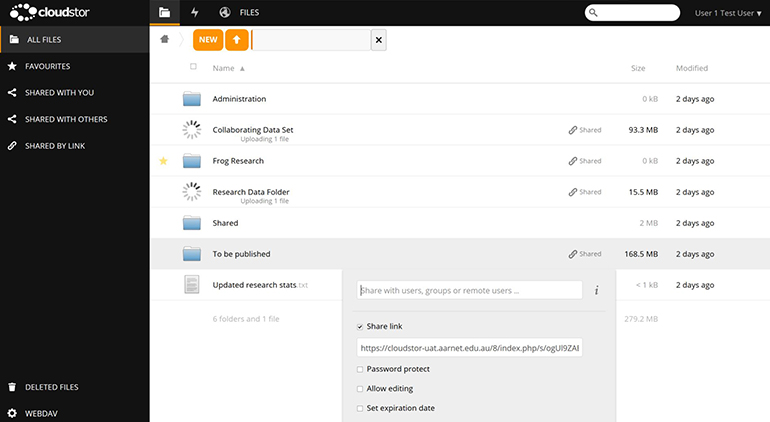 cloudstor
FILES
User 1 Test User ▾
ALL FILES
FAVOURITES
SHARED WITH YOU
SHARED WITH OTHERS
SHARED BY LINK
NEW
Name ▲ Size Modified
Administration 0 kB 2 days ago
Collaborating Data Set Shared 93.3 MB 2 days ago
Uploading 1 file
Frog Research Shared 0 kB 2 days ago
Research Data Folder Shared 15.5 MB 2 days ago
Uploading 1 file
Shared 2 MB 2 days ago
To be published Shared 168.5 MB 2 days ago
Updated research stats.txt < 1 kB 2 days ago
6 folders and 1 file 279.2 MB
Share with users, groups or remote users ...
i
Share link
https://cloudstor-uat.aarnet.edu.au/8/index.php/s/ogUl9ZAI
Password protect
Allow editing
Set expiration date
DELETED FILES
WEBDAV